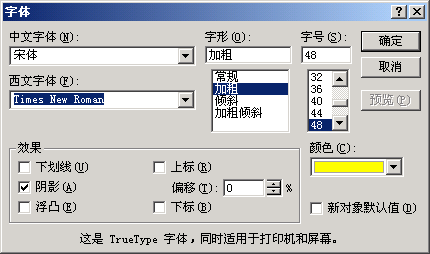 字体
中文字体(N):
宋体
字形(O):
加粗
字号(S):
48
确定
西文字体(F):
Times New Roman
常规
加粗
倾斜
加粗倾斜
32
36
40
44
48
取消
预览(P)
效果
下划线(U)
上标(R)
阴影(A)
偏移(T): 0 %
浮凸(E)
下标(B)
颜色(C):
新对象默认值(D)
这是 TrueType 字体,同时适用于打印机和屏幕。